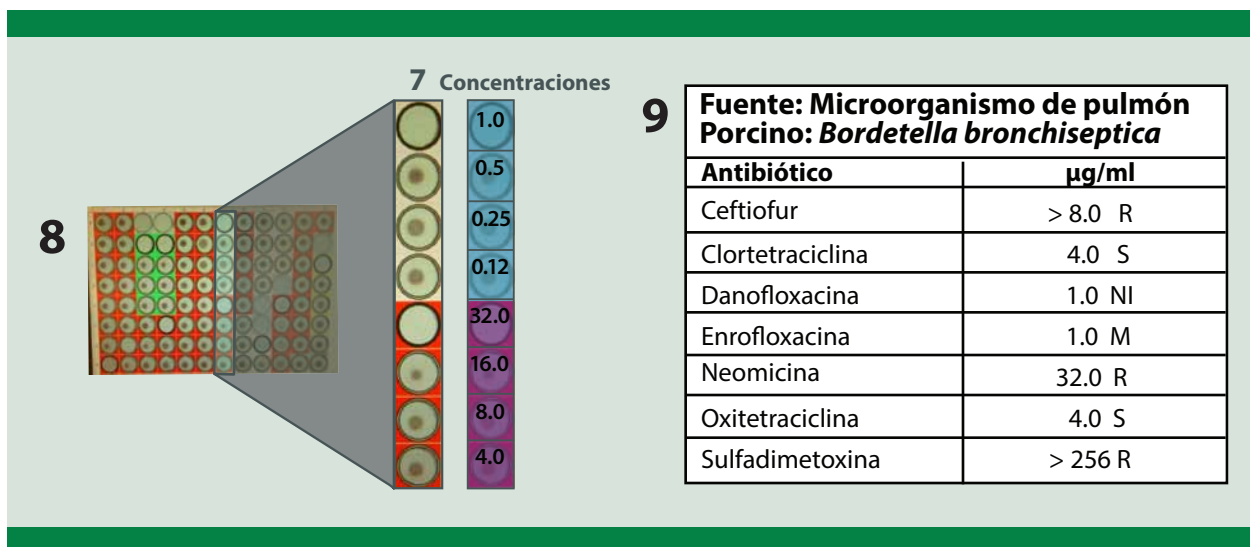 7 Concentraciones
1.0
0.5
0.25
0.12
32.0
16.0
8.0
4.0
8
9
Fuente: Microorganismo de pulmón
Porcino: Bordetella bronchiseptica
Antibiótico µg/ml
Ceftiofur > 8.0 R
Clortetraciclina 4.0 S
Danofloxacina 1.0 NI
Enrofloxacina 1.0 M
Neomicina 32.0 R
Oxitetraciclina 4.0 S
Sulfadimetoxina > 256 R